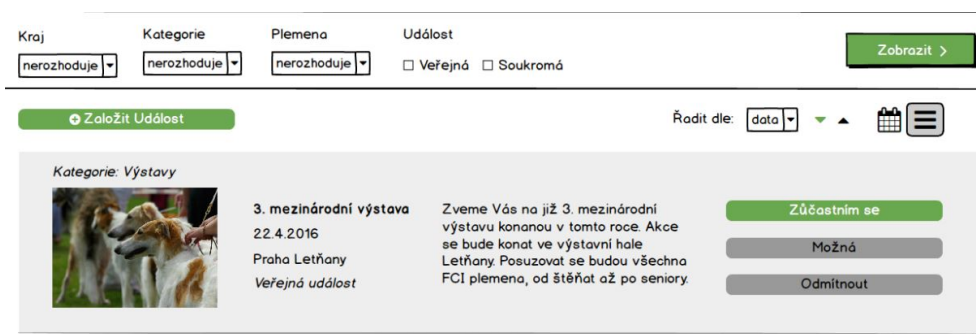 Kraj
Kategorie
Plemena
Událost
nerozhoduje
nerozhoduje
nerozhoduje
Veřejná
Soukromá
Zobrazit
Založit Událost
Řadit dle:
data
Kategorie: Výstavy
3. mezinárodní výstava
22.4.2016
Praha Letňany
Veřejná událost
Zveme Vás na již 3. mezinárodní
výstavu konanou v tomto roce. Akce
se bude konat ve výstavní hale
Letňany. Posuzovat se budou všechna
FCI plemena, od štěňat až po seniory.
Zůčastním se
Možná
Odmítnout